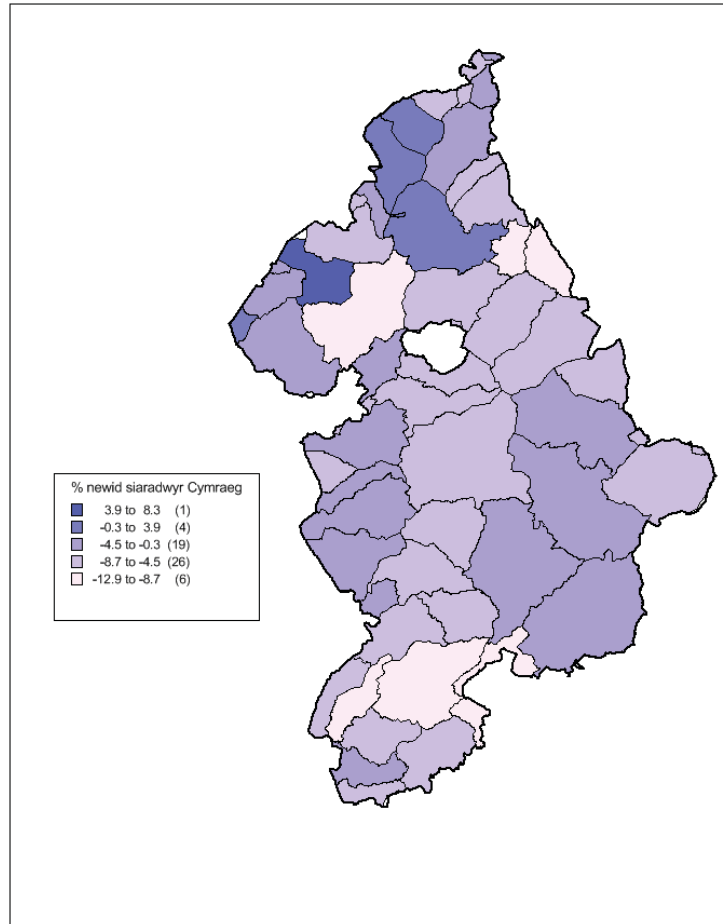 % newid siaradwyr Cymraeg
3.9 to 8.3 (1)
-0.3 to 3.9 (4)
-4.5 to -0.3 (19)
-8.7 to -4.5 (26)
-12.9 to -8.7 (6)